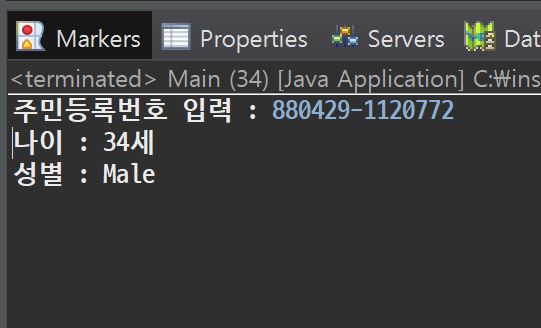 Markers Properties Servers Dat
<terminated> Main (34) [Java Application] C:₩ins
주민등록번호 입력 : 880429-1120772
나이 : 34세
성별 : Male